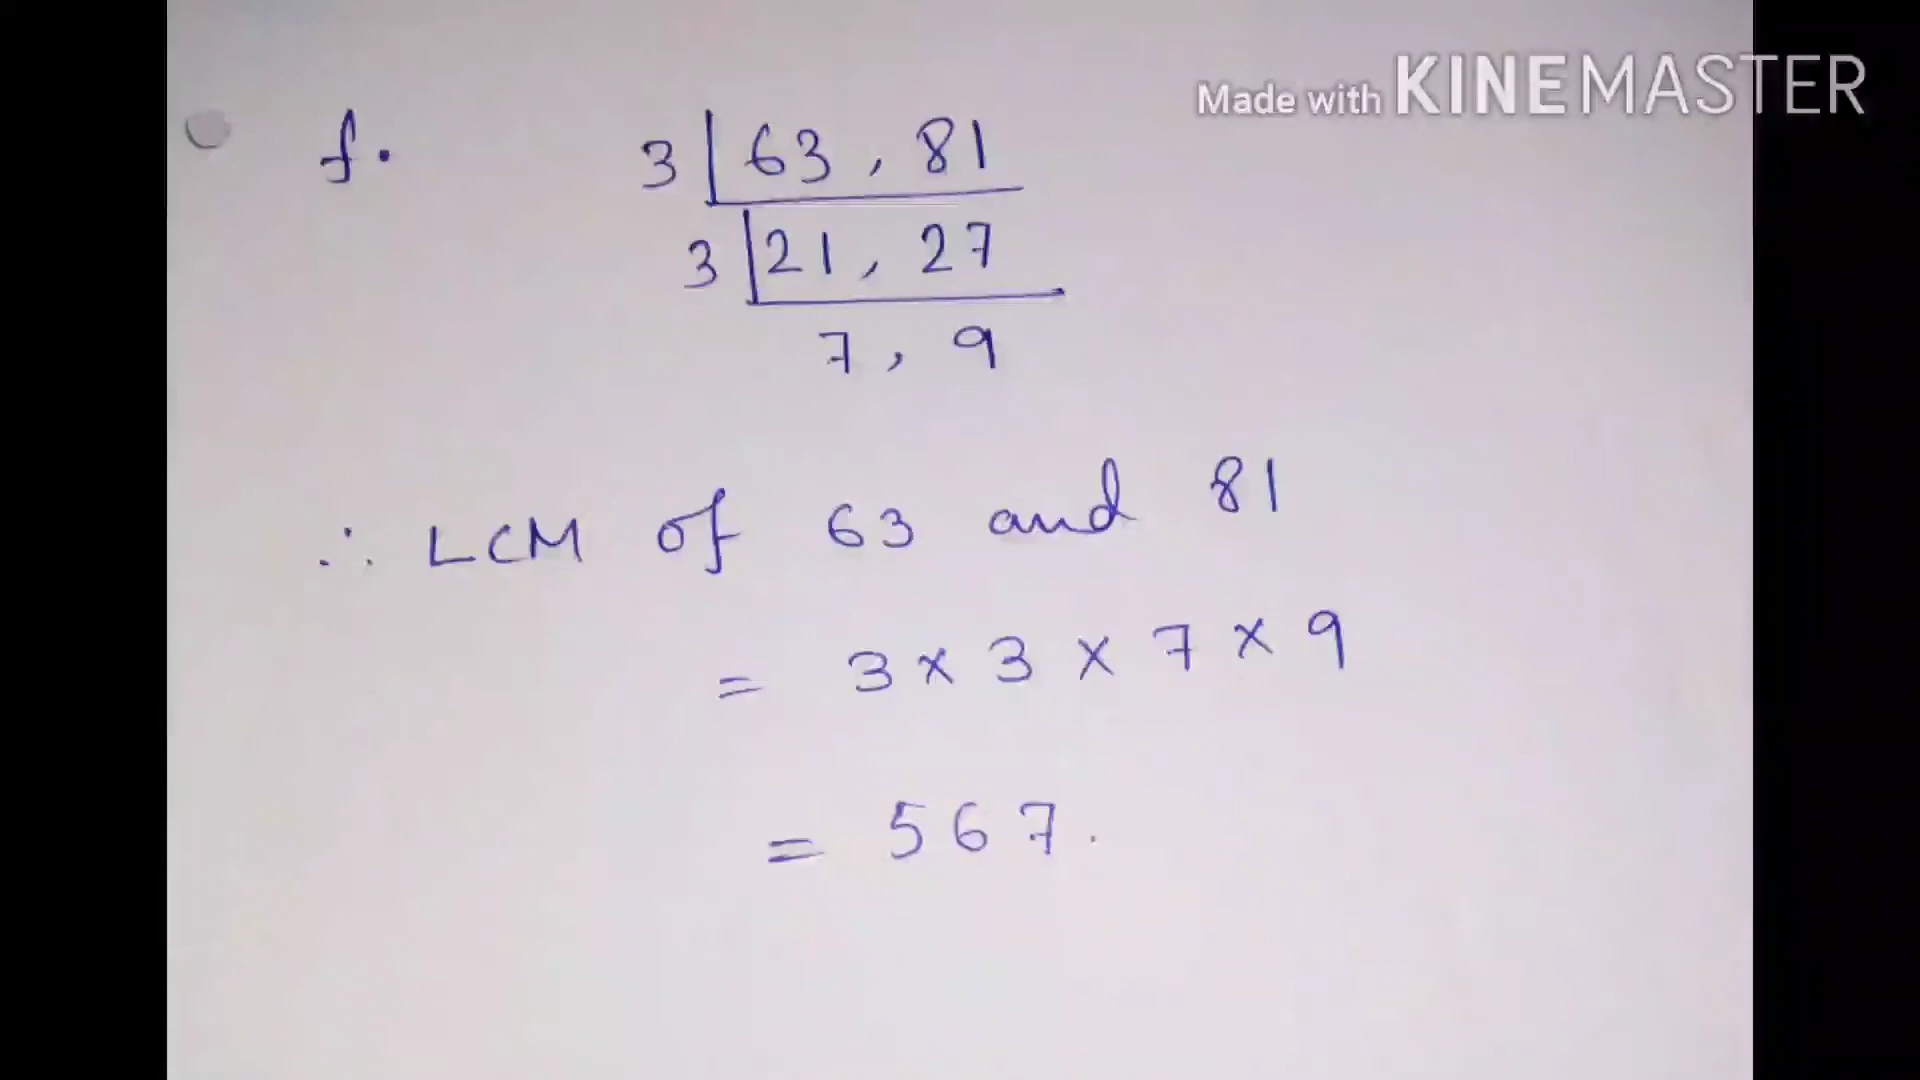 Made with KINEMASTER
f. 3 | 63, 81
3 | 21, 27
7, 9
∴ LCM of 63 and 81
= 3 × 3 × 7 × 9
= 567.